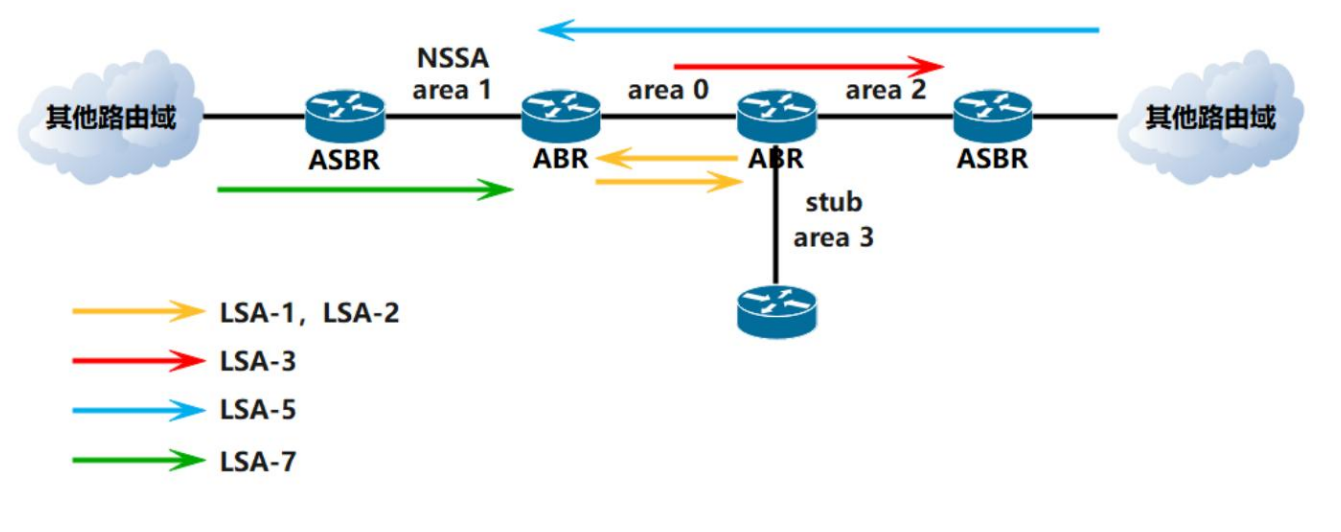 NSSA
area 1
area 0
area 2
其他路由域
其他路由域
ASBR
ABR
ABR
ASBR
stub
area 3
LSA-1，LSA-2
LSA-3
LSA-5
LSA-7